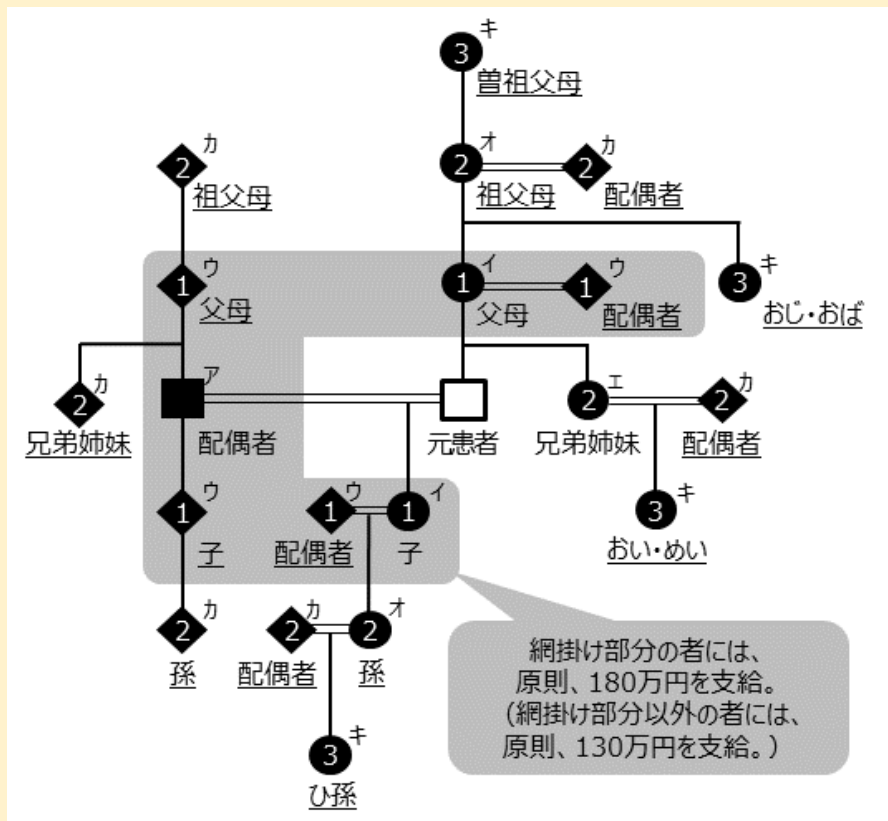 キ
3
曽祖父母
カ
2
祖父母
オ
2
祖父母
カ
2
配偶者
ウ
1
父母
イ
1
父母
ウ
1
配偶者
キ
3
おじ・おば
カ
2
兄弟姉妹
ア
配偶者
元患者
エ
2
兄弟姉妹
カ
2
配偶者
ウ
1
子
ウ
1
配偶者
イ
1
子
キ
3
おい・めい
カ
2
孫
カ
2
配偶者
オ
2
孫
キ
3
ひ孫
網掛け部分の者には、
原則、180万円を支給。
(網掛け部分以外の者には、
原則、130万円を支給。)